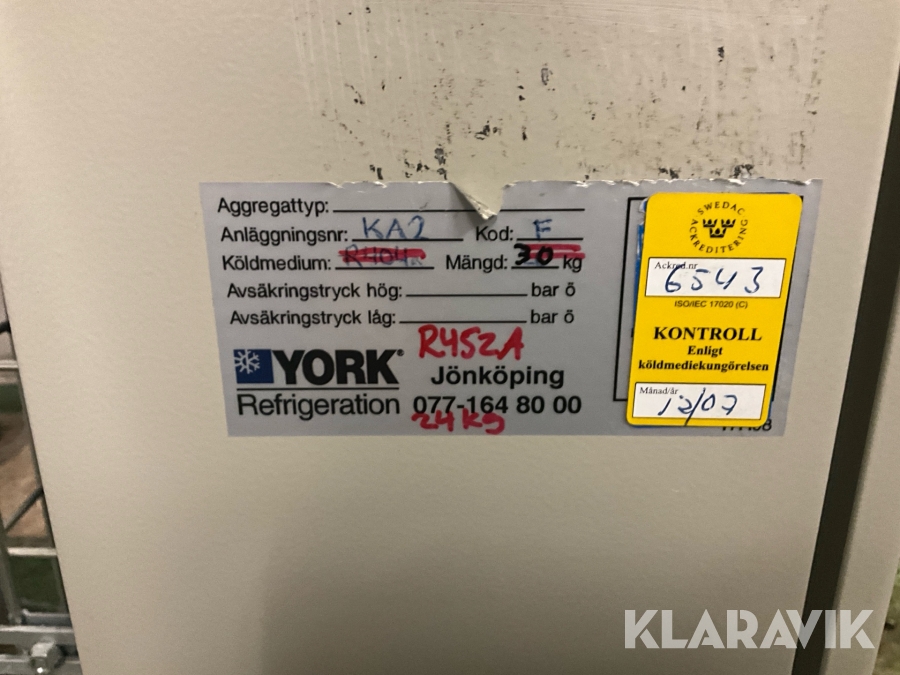 Aggregattyp:
Anläggningsnr: KA2 Kod: F
Köldmedium: R404A Mängd: 30 kg
Avsäkringstryck hög: bar ö
Avsäkringstryck låg: bar ö
R452A
YORK® Jönköping
Refrigeration 077-164 80 00
24 kg
SWEDAC
ACKREDITERING
Ackred.nr
6543
ISO/IEC 17020 (C)
KONTROLL
Enligt
köldmediekungörelsen
Månad/år
12/07
KLARAVIK